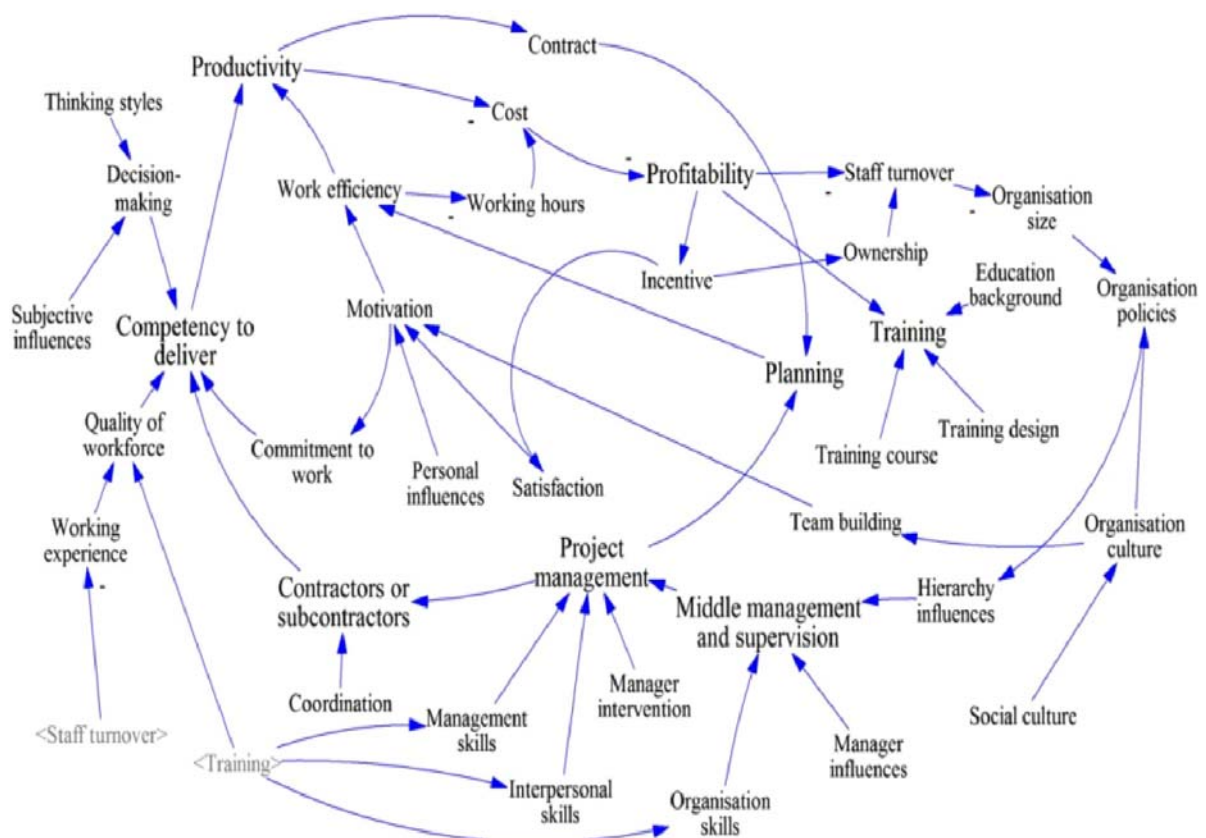 Contract
Productivity
Thinking styles
Cost
-
Decision-
making
Work efficiency
-
Working hours
-
Profitability
Staff turnover
-
Organisation
size
-
Ownership
Incentive
Education
background
Organisation
policies
Subjective
influences
Motivation
Competency to
deliver
Training
Planning
Quality of
workforce
Commitment to
work
Personal
influences
Satisfaction
Training course
Training design
Working
experience
-
Team building
Organisation
culture
Project
management
Contractors or
subcontractors
Middle management
and supervision
Hierarchy
influences
Coordination
Management
skills
Manager
intervention
Social culture
<Staff turnover>
<Training>
Manager
influences
Interpersonal
skills
Organisation
skills